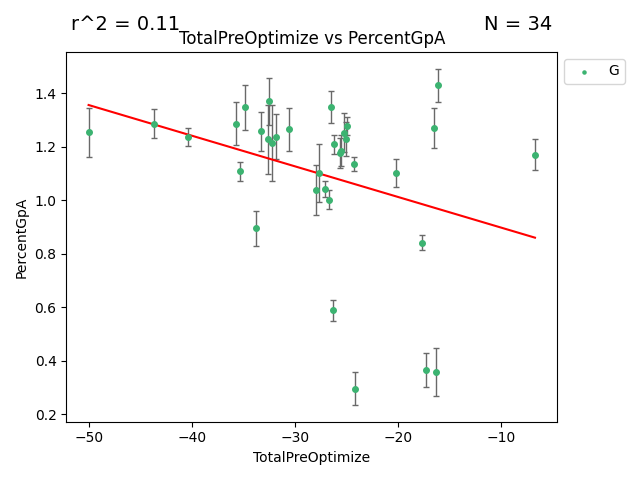 r^2 = 0.11
N = 34
TotalPreOptimize vs PercentGpA
G
PercentGpA
1.4
1.2
1.0
0.8
0.6
0.4
0.2
−50 −40 −30 −20 −10
TotalPreOptimize